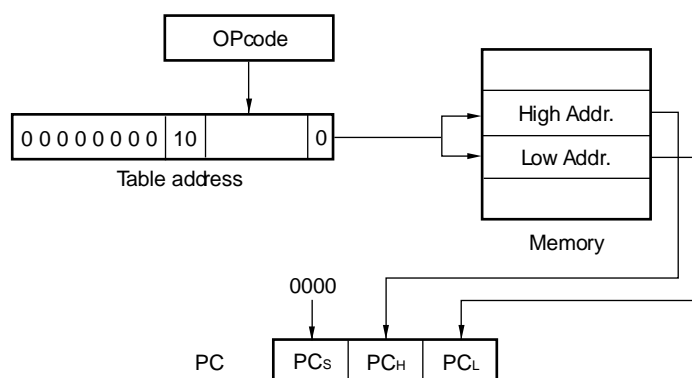 OPcode
High Addr.
0 0 0 0 0 0 0 0 10 0
Low Addr.
Table address
Memory
0000
PC PCS PCH PCL